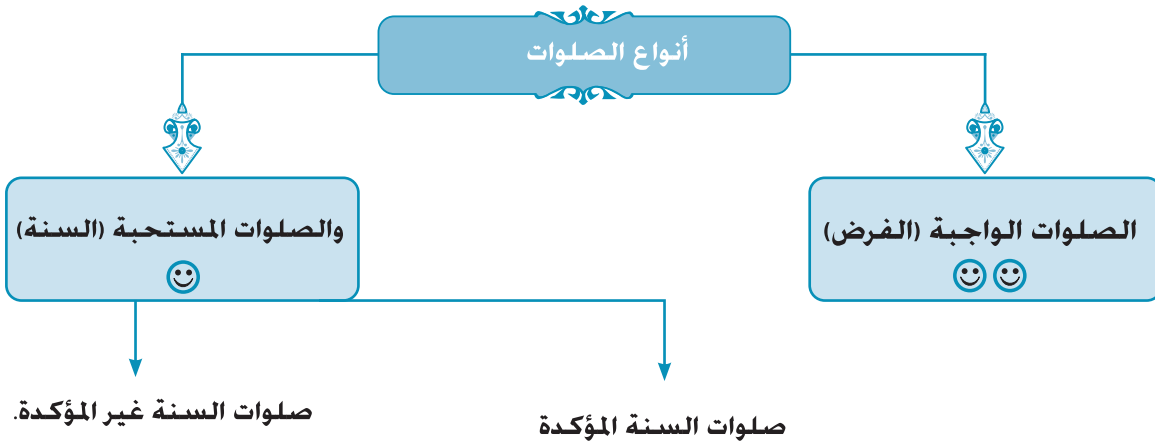 أنواع الصلوات
الصلوات الواجبة (الفرض)
والصلوات المستحبة (السنة)
صلوات السنة المؤكدة
صلوات السنة غير المؤكدة.